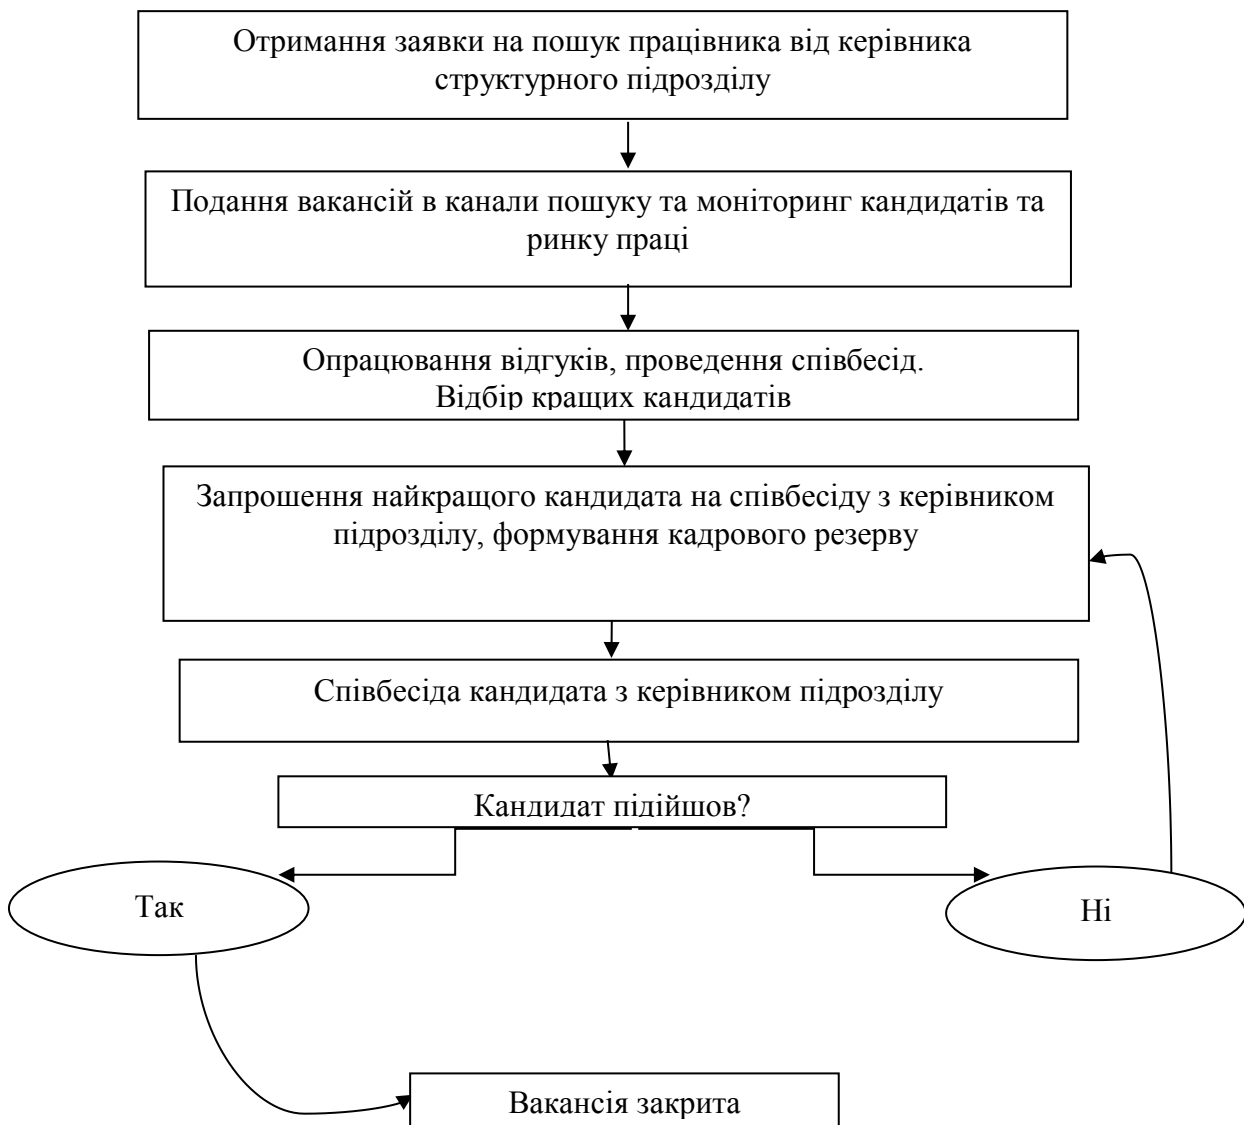 Отримання заявки на пошук працівника від керівника
структурного підрозділу
Подання вакансій в канали пошуку та моніторинг кандидатів та
ринку праці
Опрацювання відгуків, проведення співбесід.
Відбір кращих кандидатів
Запрошення найкращого кандидата на співбесіду з керівником
підрозділу, формування кадрового резерву
Співбесіда кандидата з керівником підрозділу
Кандидат підійшов?
Так
Ні
Вакансія закрита